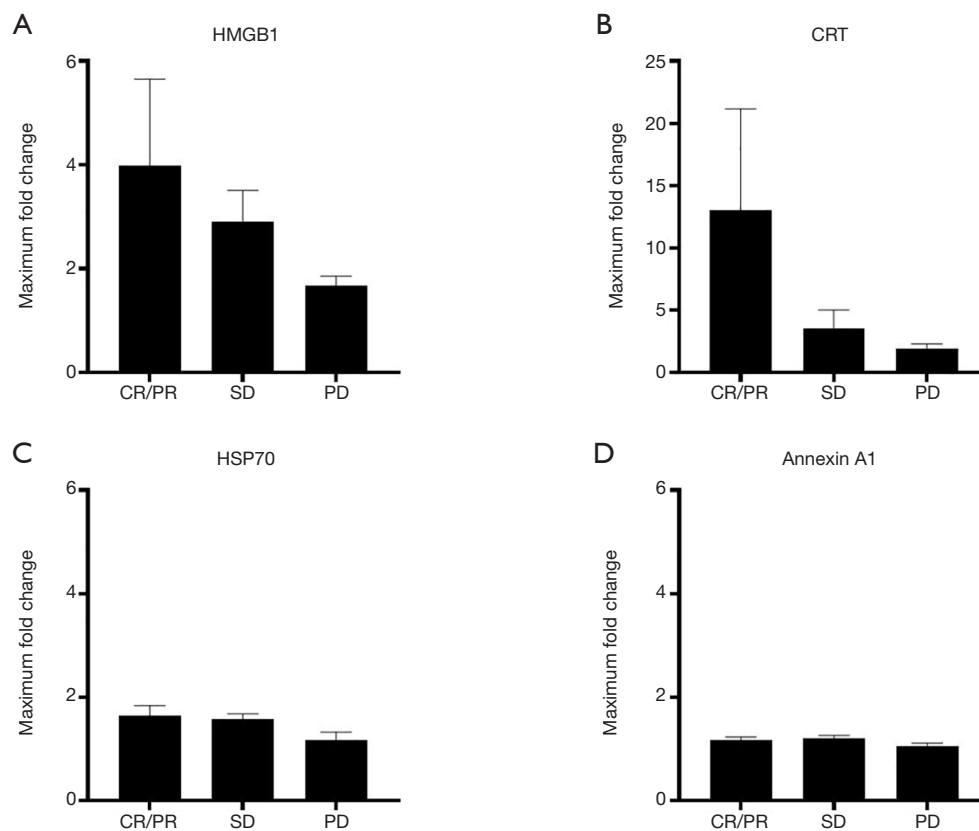 A
HMGB1
Maximum fold change
6
4
2
0
CR/PR SD PD
B
CRT
Maximum fold change
25
20
15
10
5
0
CR/PR SD PD
C
HSP70
Maximum fold change
6
4
2
0
CR/PR SD PD
D
Annexin A1
Maximum fold change
6
4
2
0
CR/PR SD PD